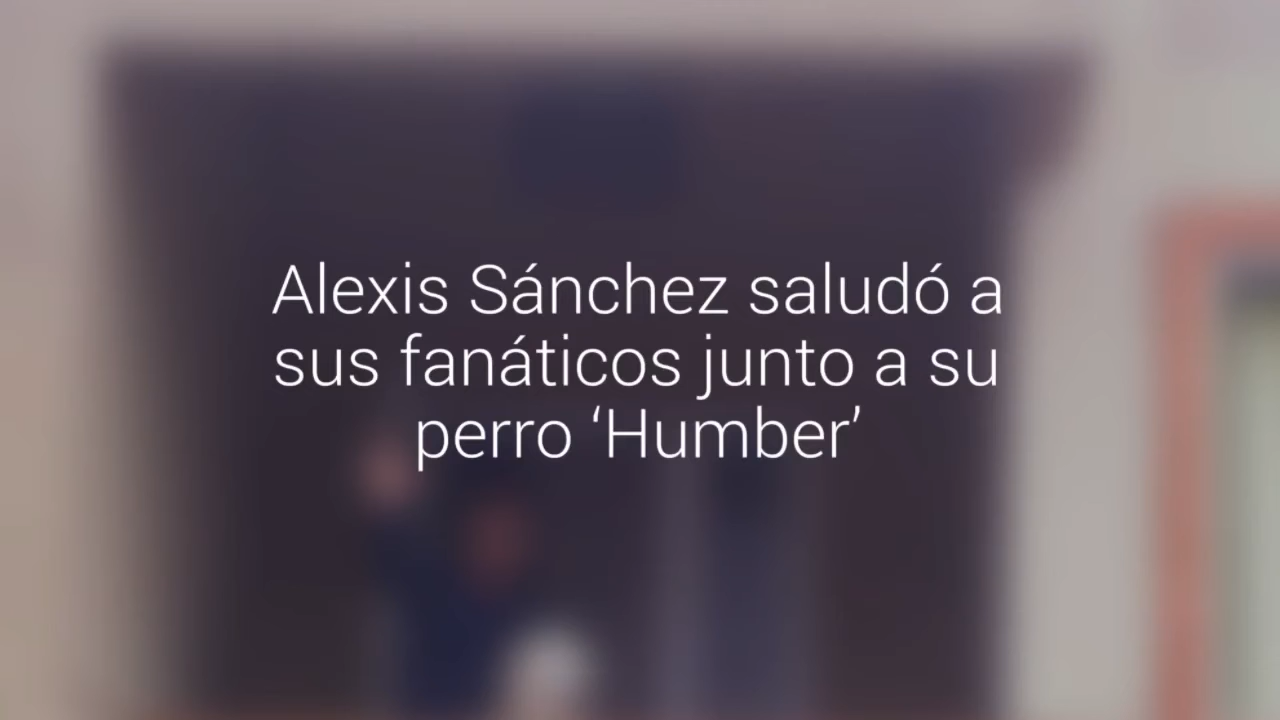 Alexis Sánchez saludó a
sus fanáticos junto a su
perro ‘Humber’